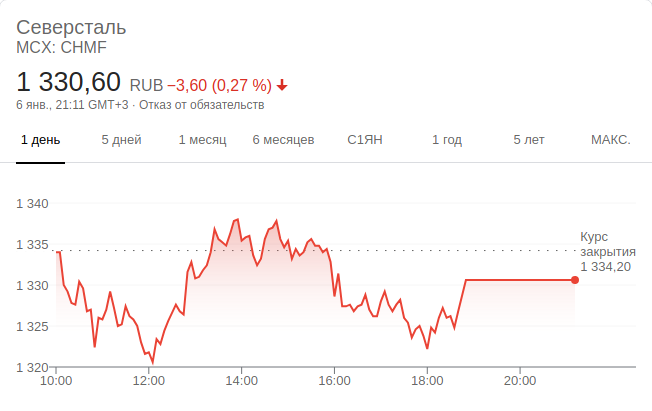 Северсталь
MCX: CHMF
1 330,60 RUB −3,60 (0,27 %)
6 янв., 21:11 GMT+3 · Отказ от обязательств
1 день 5 дней 1 месяц 6 месяцев С1ЯН 1 год 5 лет МАКС.
1 340
1 335
1 330
1 325
1 320
Курс
закрытия
1 334,20
10:00 12:00 14:00 16:00 18:00 20:00